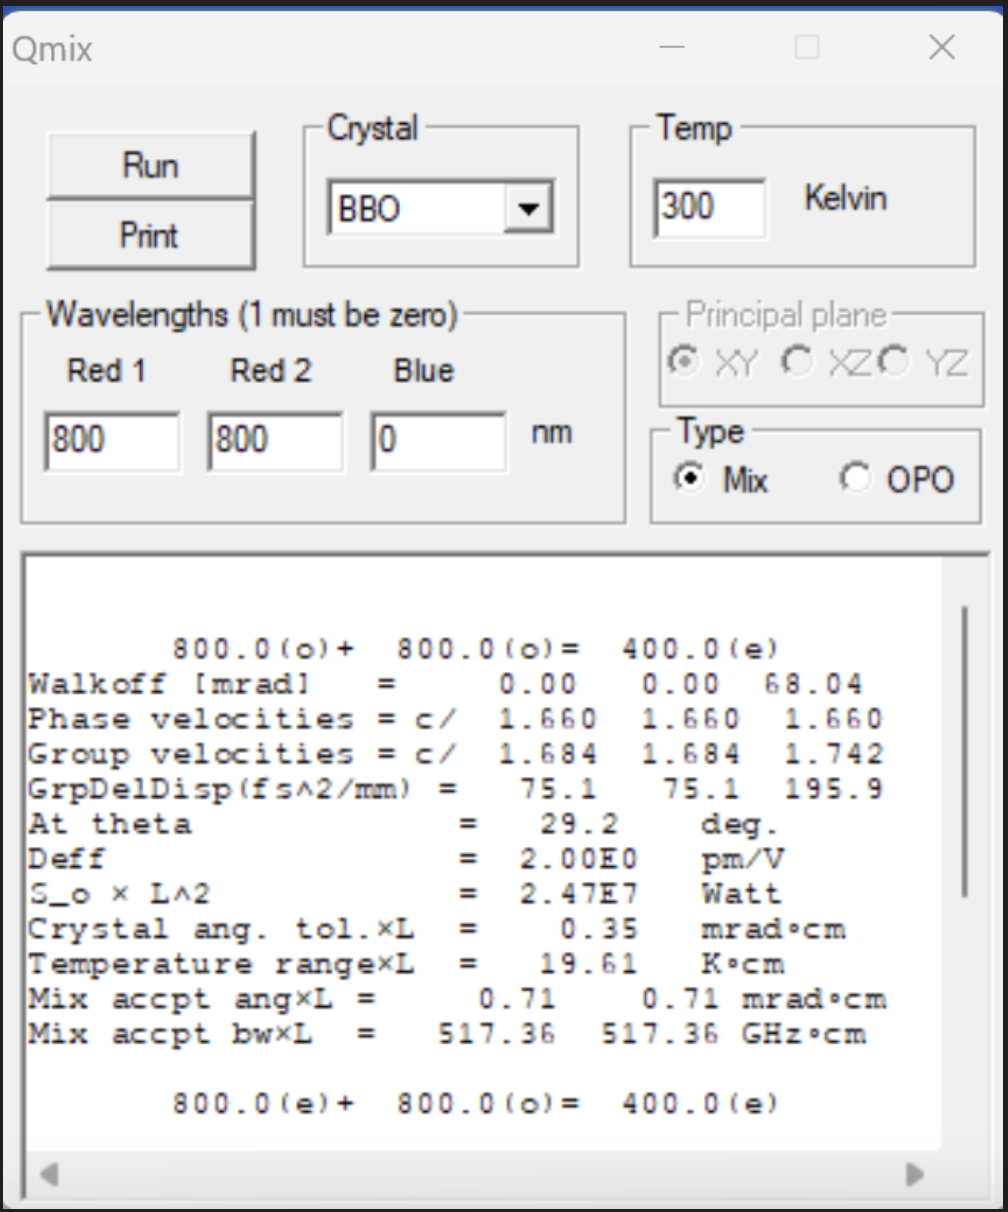 Qmix
Run
Print
Crystal
BBO
Temp
300 Kelvin
Wavelengths (1 must be zero)
Red 1 Red 2 Blue
800 800 0 nm
Principal plane
XY XZ YZ
Type
Mix OPO
800.0(o)+ 800.0(o)= 400.0(e)
Walkoff [mrad] = 0.00 0.00 68.04
Phase velocities = c/ 1.660 1.660 1.660
Group velocities = c/ 1.684 1.684 1.742
GrpDelDisp(fs^2/mm) = 75.1 75.1 195.9
At theta = 29.2 deg.
Deff = 2.00E0 pm/V
S_o × L^2 = 2.47E7 Watt
Crystal ang. tol.×L = 0.35 mrad∘cm
Temperature range×L = 19.61 K∘cm
Mix accpt ang×L = 0.71 0.71 mrad∘cm
Mix accpt bw×L = 517.36 517.36 GHz∘cm
800.0(e)+ 800.0(o)= 400.0(e)